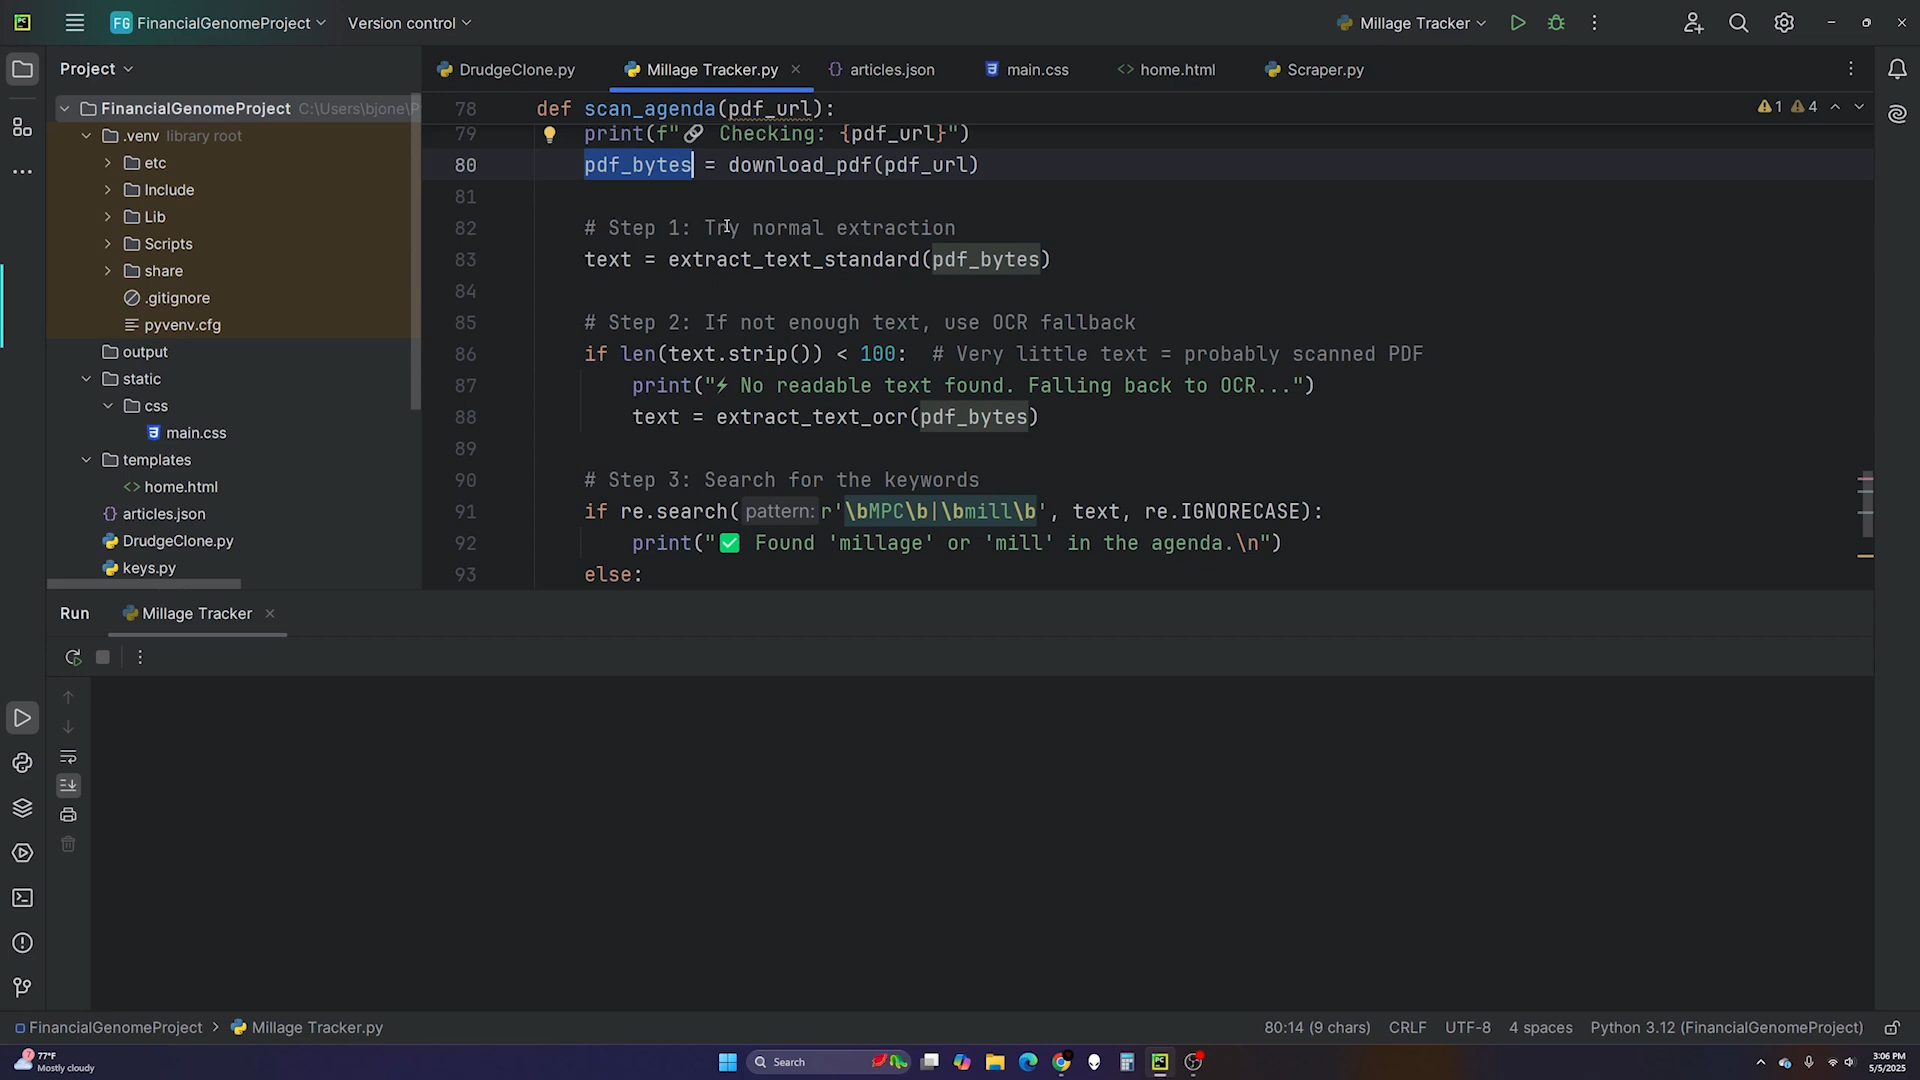 FG FinancialGenomeProject Version control Millage Tracker
Project DrudgeClone.py Millage Tracker.py articles.json main.css home.html Scraper.py
FinancialGenomeProject C:\Users\bjone\P
.venv library root
etc
Include
Lib
Scripts
share
.gitignore
pyvenv.cfg
output
static
css
main.css
templates
home.html
articles.json
DrudgeClone.py
keys.py
78 def scan_agenda(pdf_url): 1 4
79 print(f"🔗 Checking: {pdf_url}")
80 pdf_bytes = download_pdf(pdf_url)
81
82 # Step 1: Try normal extraction
83 text = extract_text_standard(pdf_bytes)
84
85 # Step 2: If not enough text, use OCR fallback
86 if len(text.strip()) < 100: # Very little text = probably scanned PDF
87 print("⚡ No readable text found. Falling back to OCR...")
88 text = extract_text_ocr(pdf_bytes)
89
90 # Step 3: Search for the keywords
91 if re.search(pattern: r'\bMPC\b|\bmill\b', text, re.IGNORECASE):
92 print("✅ Found 'millage' or 'mill' in the agenda.\n")
93 else:
Run Millage Tracker
FinancialGenomeProject > Millage Tracker.py 80:14 (9 chars) CRLF UTF-8 4 spaces Python 3.12 (FinancialGenomeProject)
77°F
Mostly cloudy
Search
3:06 PM
5/5/2025